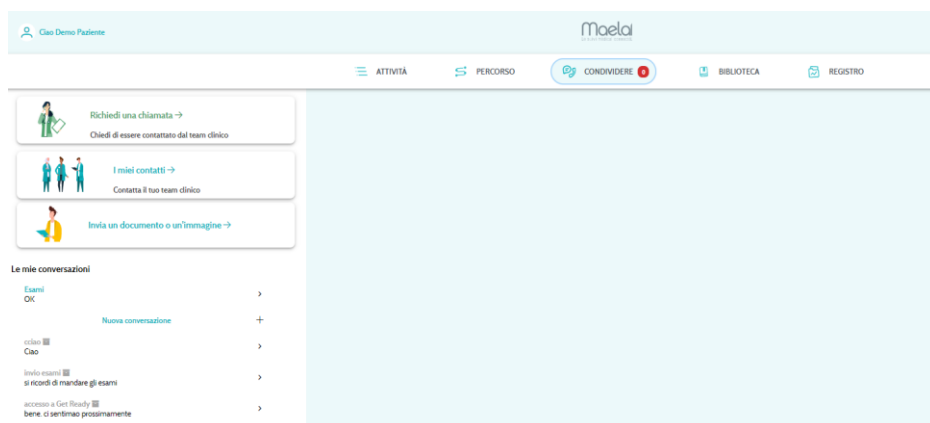 Ciao Demo Paziente
Maela
ATTIVITÀ
PERCORSO
CONDIVIDERE
BIBLIOTECA
REGISTRO
Richiedi una chiamata →
Chiedi di essere contattato dal team clinico
I miei contatti →
Contatta il tuo team clinico
Invia un documento o un'immagine →
Le mie conversazioni
Esami
OK
Nuova conversazione +
cciao
Ciao
invio esami
si ricordi di mandare gli esami
accesso a Get Ready
bene. ci sentimao prossimamente